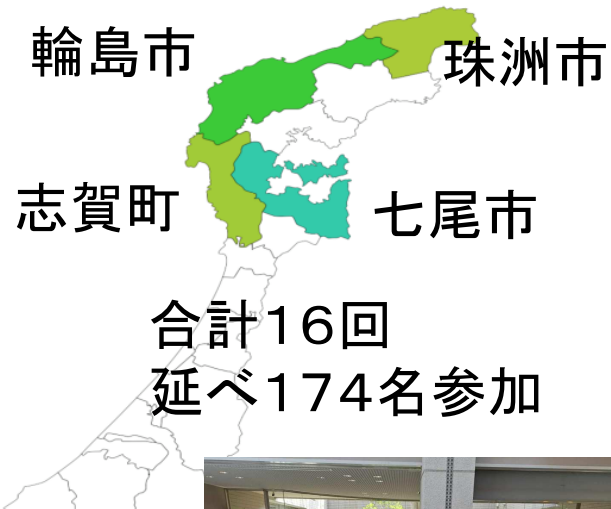 輪島市
珠洲市
志賀町
七尾市
合計16回
延べ174名参加